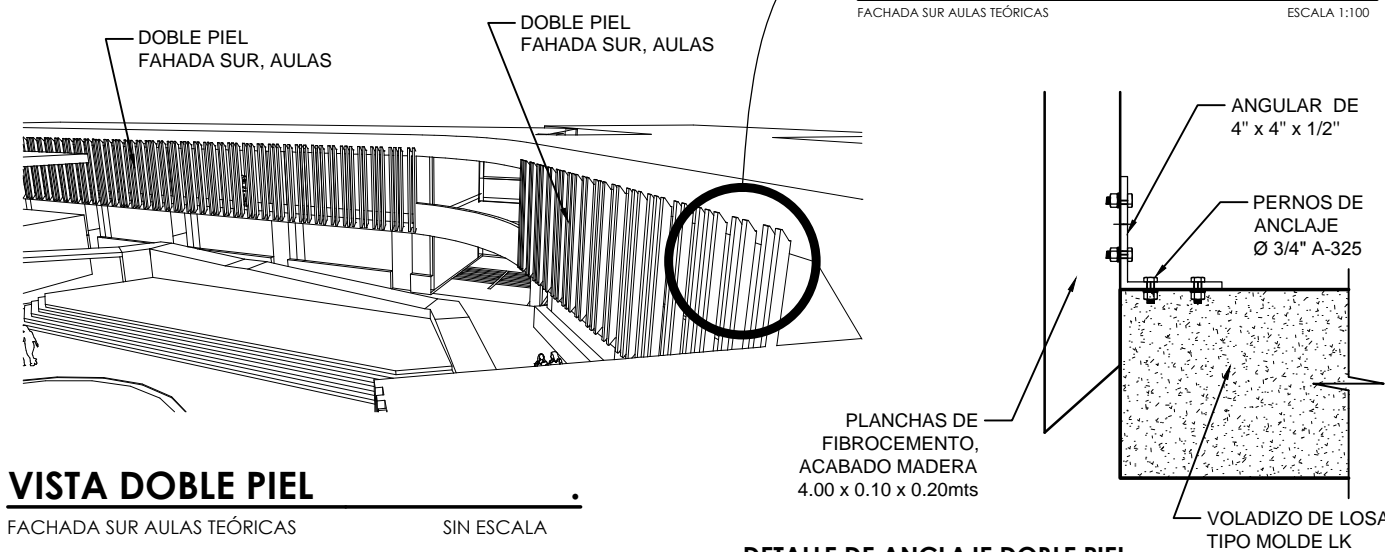 FACHADA SUR AULAS TEÓRICAS ESCALA 1:100
DOBLE PIEL
FAHADA SUR, AULAS
DOBLE PIEL
FAHADA SUR, AULAS
ANGULAR DE
4" x 4" x 1/2"
PERNOS DE
ANCLAJE
Ø 3/4" A-325
PLANCHAS DE
FIBROCEMENTO,
ACABADO MADERA
4.00 x 0.10 x 0.20mts
VOLADIZO DE LOSA
TIPO MOLDE LK
VISTA DOBLE PIEL .
FACHADA SUR AULAS TEÓRICAS SIN ESCALA
DETALLE DE ANCLAJE DOBLE PIEL